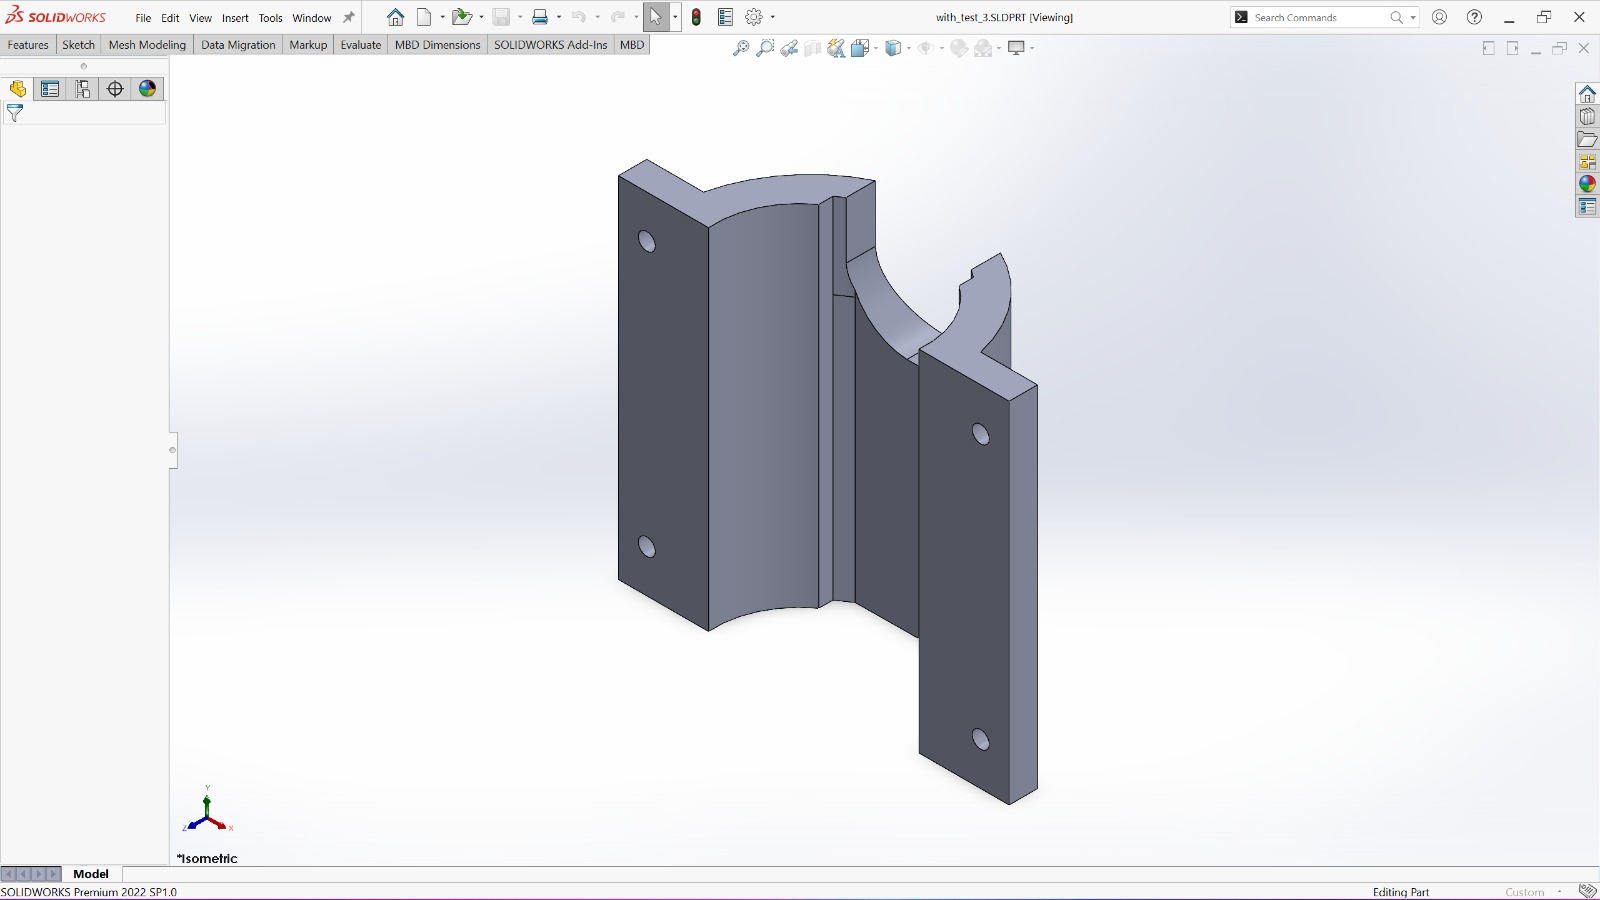 SOLIDWORKS File Edit View Insert Tools Window with_test_3.SLDPRT [Viewing] Search Commands
Features Sketch Mesh Modeling Data Migration Markup Evaluate MBD Dimensions SOLIDWORKS Add-Ins MBD
Y
Z X
*Isometric
Model
SOLIDWORKS Premium 2022 SP1.0 Editing Part Custom